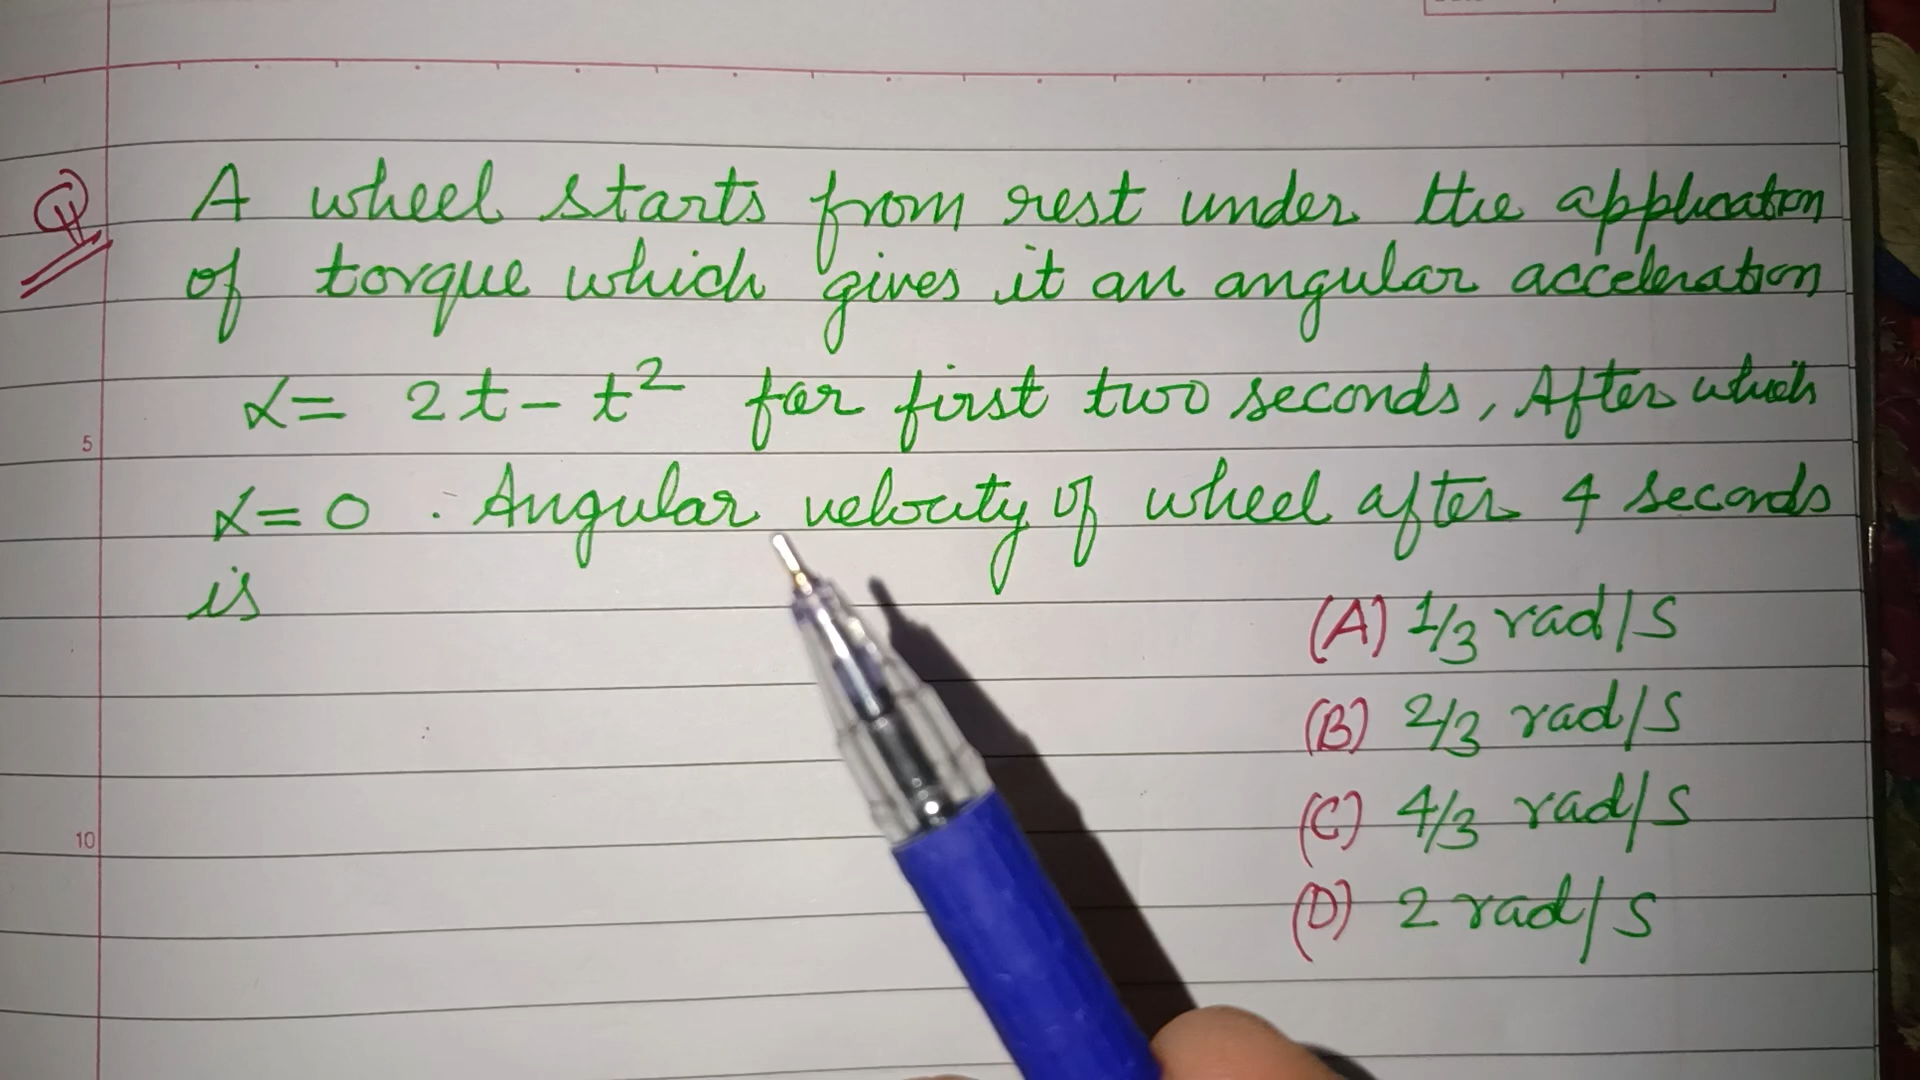 Q A wheel starts from rest under the application
of torque which gives it an angular acceleration
α = 2t - t² for first two seconds, After which
5
α = 0 . Angular velocity of wheel after 4 seconds
is
(A) 1/3 rad/s
(B) 2/3 rad/s
(C) 4/3 rad/s
10
(D) 2 rad/s